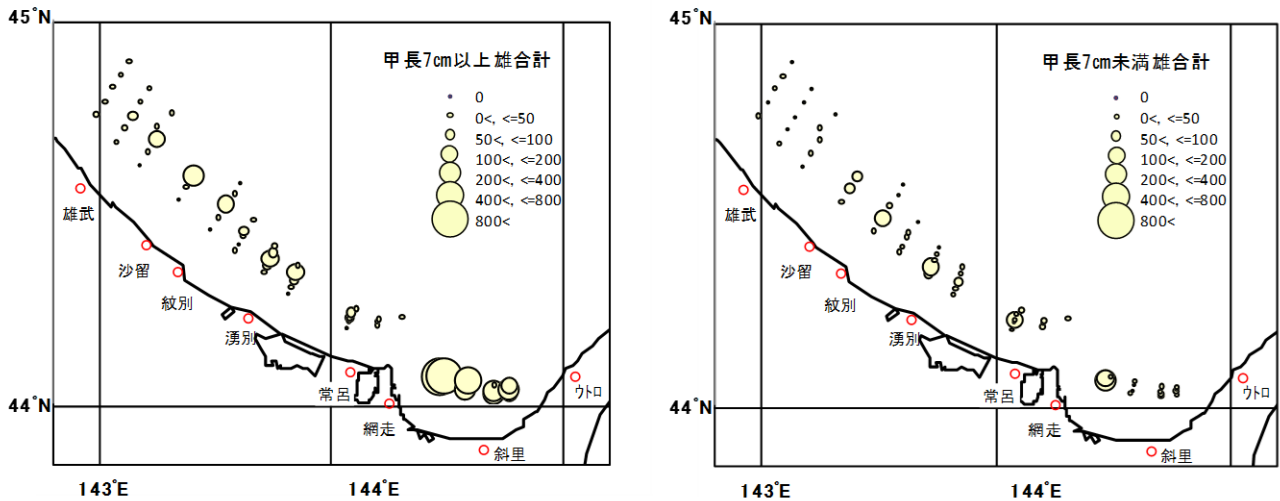 45°N
甲長7cm以上雄合計
0
0<, <=50
50<, <=100
100<, <=200
200<, <=400
400<, <=800
800<
雄武
沙留
紋別
湧別
常呂
網走
斜里
ウトロ
44°N
143°E
144°E
45°N
甲長7cm未満雄合計
0
0<, <=50
50<, <=100
100<, <=200
200<, <=400
400<, <=800
800<
雄武
沙留
紋別
湧別
常呂
網走
斜里
ウトロ
44°N
143°E
144°E